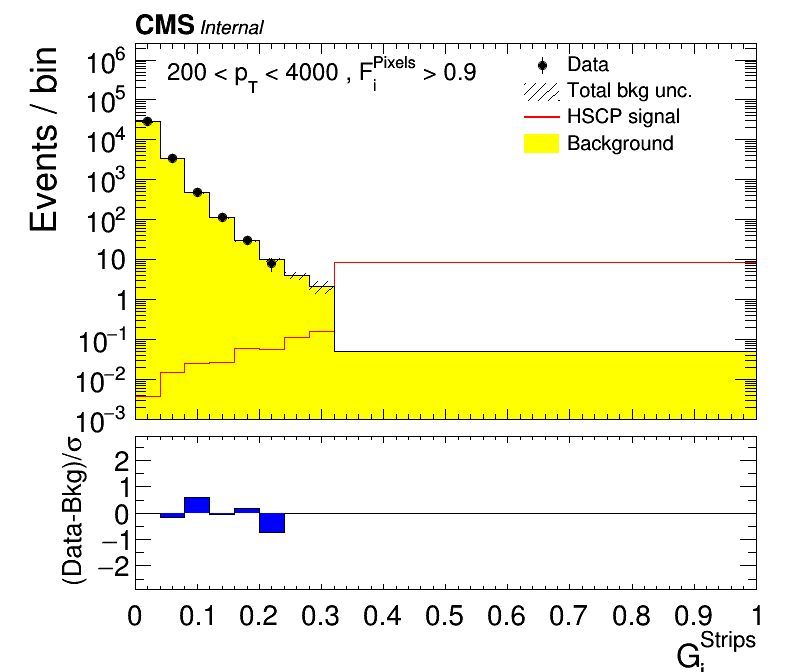 CMS Internal
200 < p_T < 4000 , F_i^Pixels > 0.9
Data
Total bkg unc.
HSCP signal
Background
Events / bin
10^6
10^5
10^4
10^3
10^2
10
1
10^−1
10^−2
10^−3
(Data-Bkg)/σ
2
1
0
−1
−2
0 0.1 0.2 0.3 0.4 0.5 0.6 0.7 0.8 0.9 1
G_i^Strips